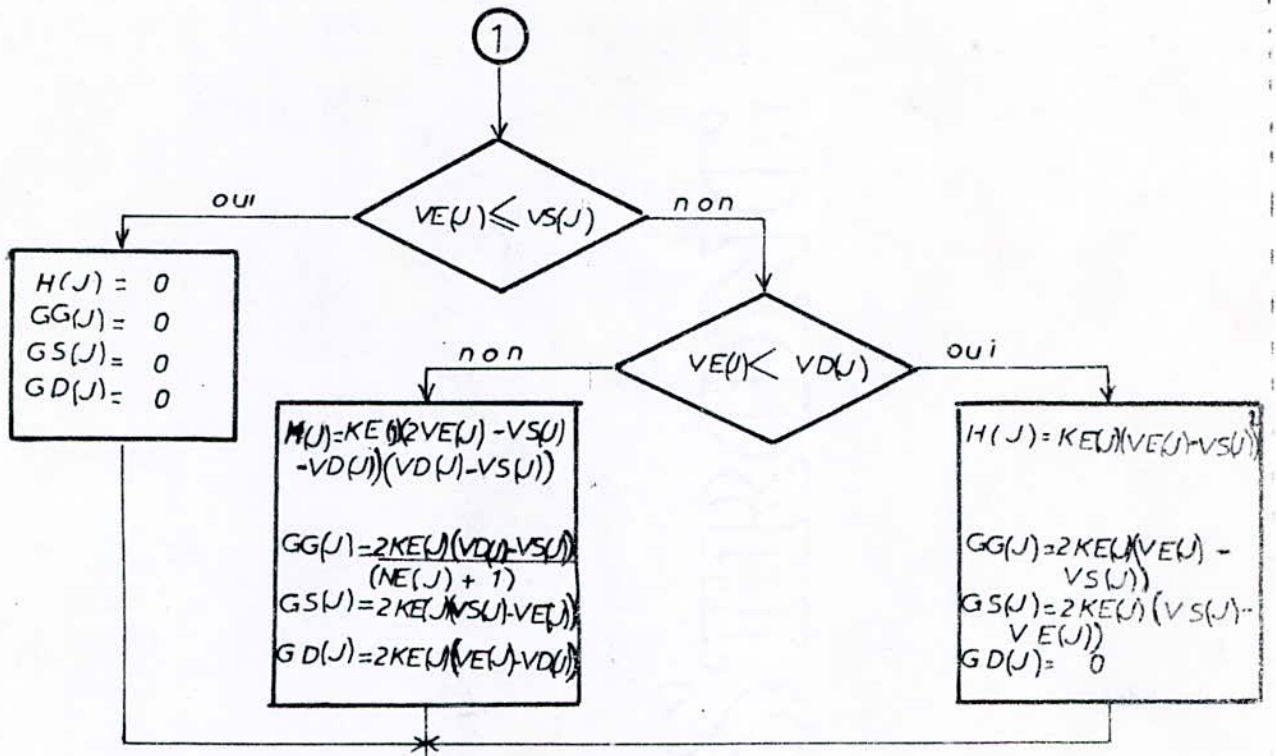 1
VE(J) ⩽ VS(J)
oui
non
H(J) = 0
GG(J) = 0
GS(J) = 0
GD(J) = 0
VE(J) < VD(J)
non
oui
H(J)=KE(J)(2VE(J)-VS(J)
-VD(J))(VD(J)-VS(J))
GG(J)=2KE(J)(VD(J)-VS(J))
(NE(J) + 1)
GS(J)=2KE(J)(VS(J)-VE(J))
GD(J)=2KE(J)(VE(J)-VD(J))
H(J)=KE(J)(VE(J)-VS(J))²
GG(J)=2KE(J)(VE(J) -
VS(J))
GS(J)=2KE(J)(VS(J)-
VE(J))
GD(J)= 0